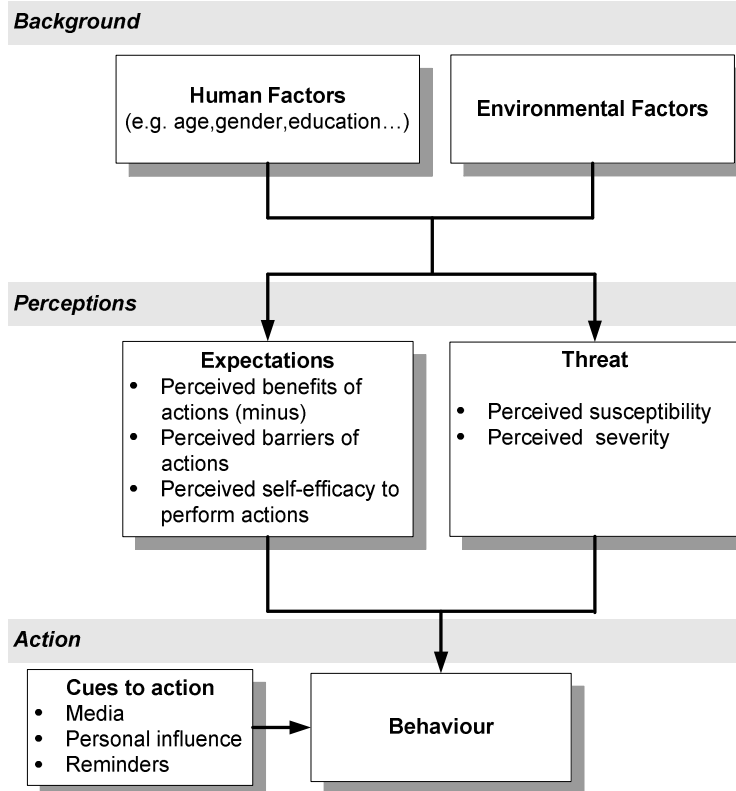 Background
Human Factors
(e.g. age,gender,education…)
Environmental Factors
Perceptions
Expectations
• Perceived benefits of
actions (minus)
• Perceived barriers of
actions
• Perceived self-efficacy to
perform actions
Threat
• Perceived susceptibility
• Perceived  severity
Action
Cues to action
• Media
• Personal influence
• Reminders
Behaviour